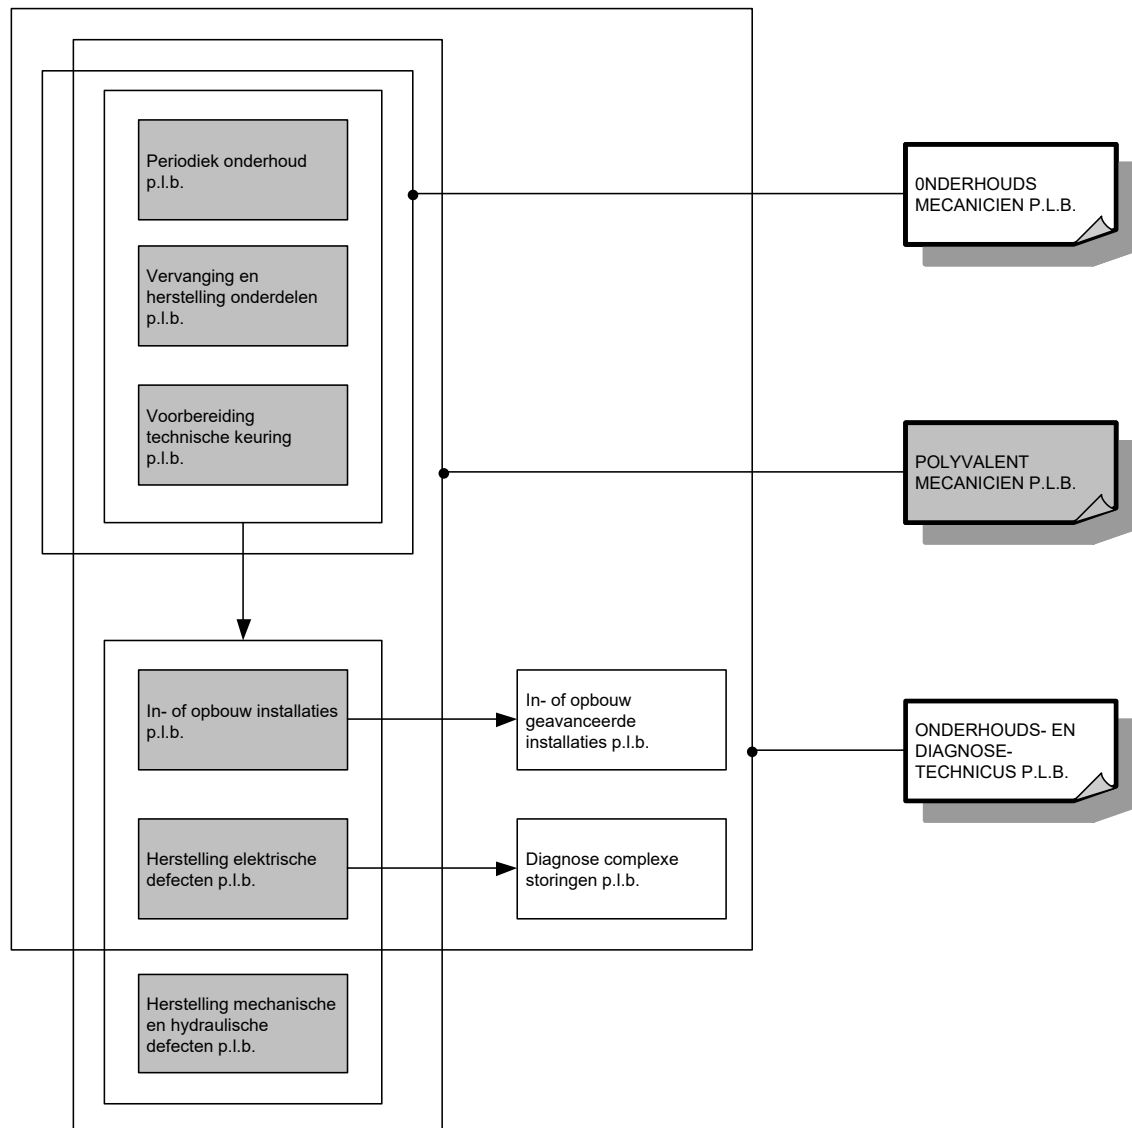 Periodiek onderhoud
p.l.b.
Vervanging en
herstelling onderdelen
p.l.b.
Voorbereiding
technische keuring
p.l.b.
In- of opbouw installaties
p.l.b.
In- of opbouw
geavanceerde
installaties p.l.b.
Herstelling elektrische
defecten p.l.b.
Diagnose complexe
storingen p.l.b.
Herstelling mechanische
en hydraulische
defecten p.l.b.
0NDERHOUDS
MECANICIEN P.L.B.
POLYVALENT
MECANICIEN P.L.B.
ONDERHOUDS- EN
DIAGNOSE-
TECHNICUS P.L.B.